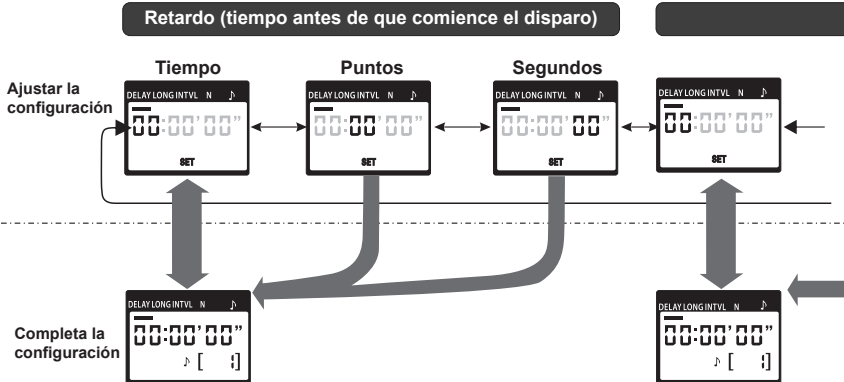 Retardo (tiempo antes de que comience el disparo)
Tiempo
Puntos
Segundos
Ajustar la
configuración
DELAY LONG INTVL N ♪
00:00'00"
SET
DELAY LONG INTVL N ♪
00:00'00"
SET
DELAY LONG INTVL N ♪
00:00'00"
SET
DELAY LONG INTVL N ♪
00:00'00"
SET
Completa la
configuración
DELAY LONG INTVL N ♪
00:00'00"
♪ [ 1]
DELAY LONG INTVL N ♪
00:00'00"
♪ [ 1]